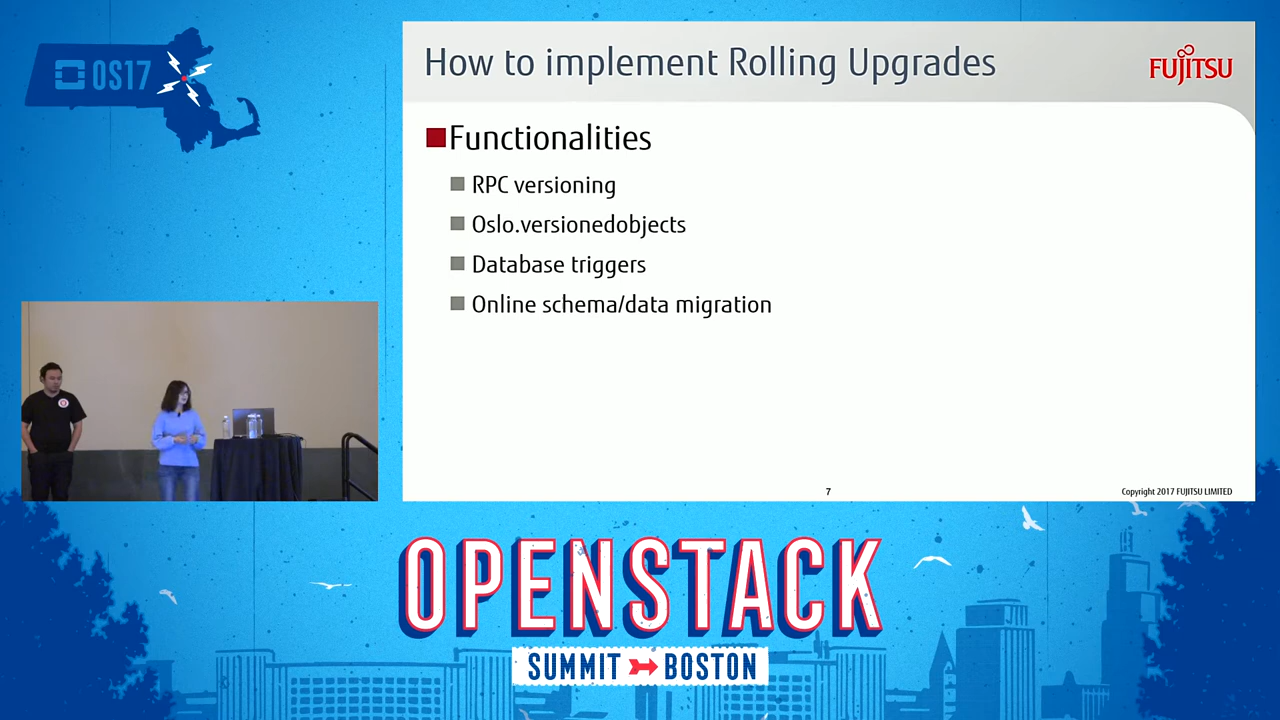 OS17
How to implement Rolling Upgrades
FUJITSU
Functionalities
RPC versioning
Oslo.versionedobjects
Database triggers
Online schema/data migration
7
Copyright 2017 FUJITSU LIMITED
OPENSTACK
SUMMIT BOSTON